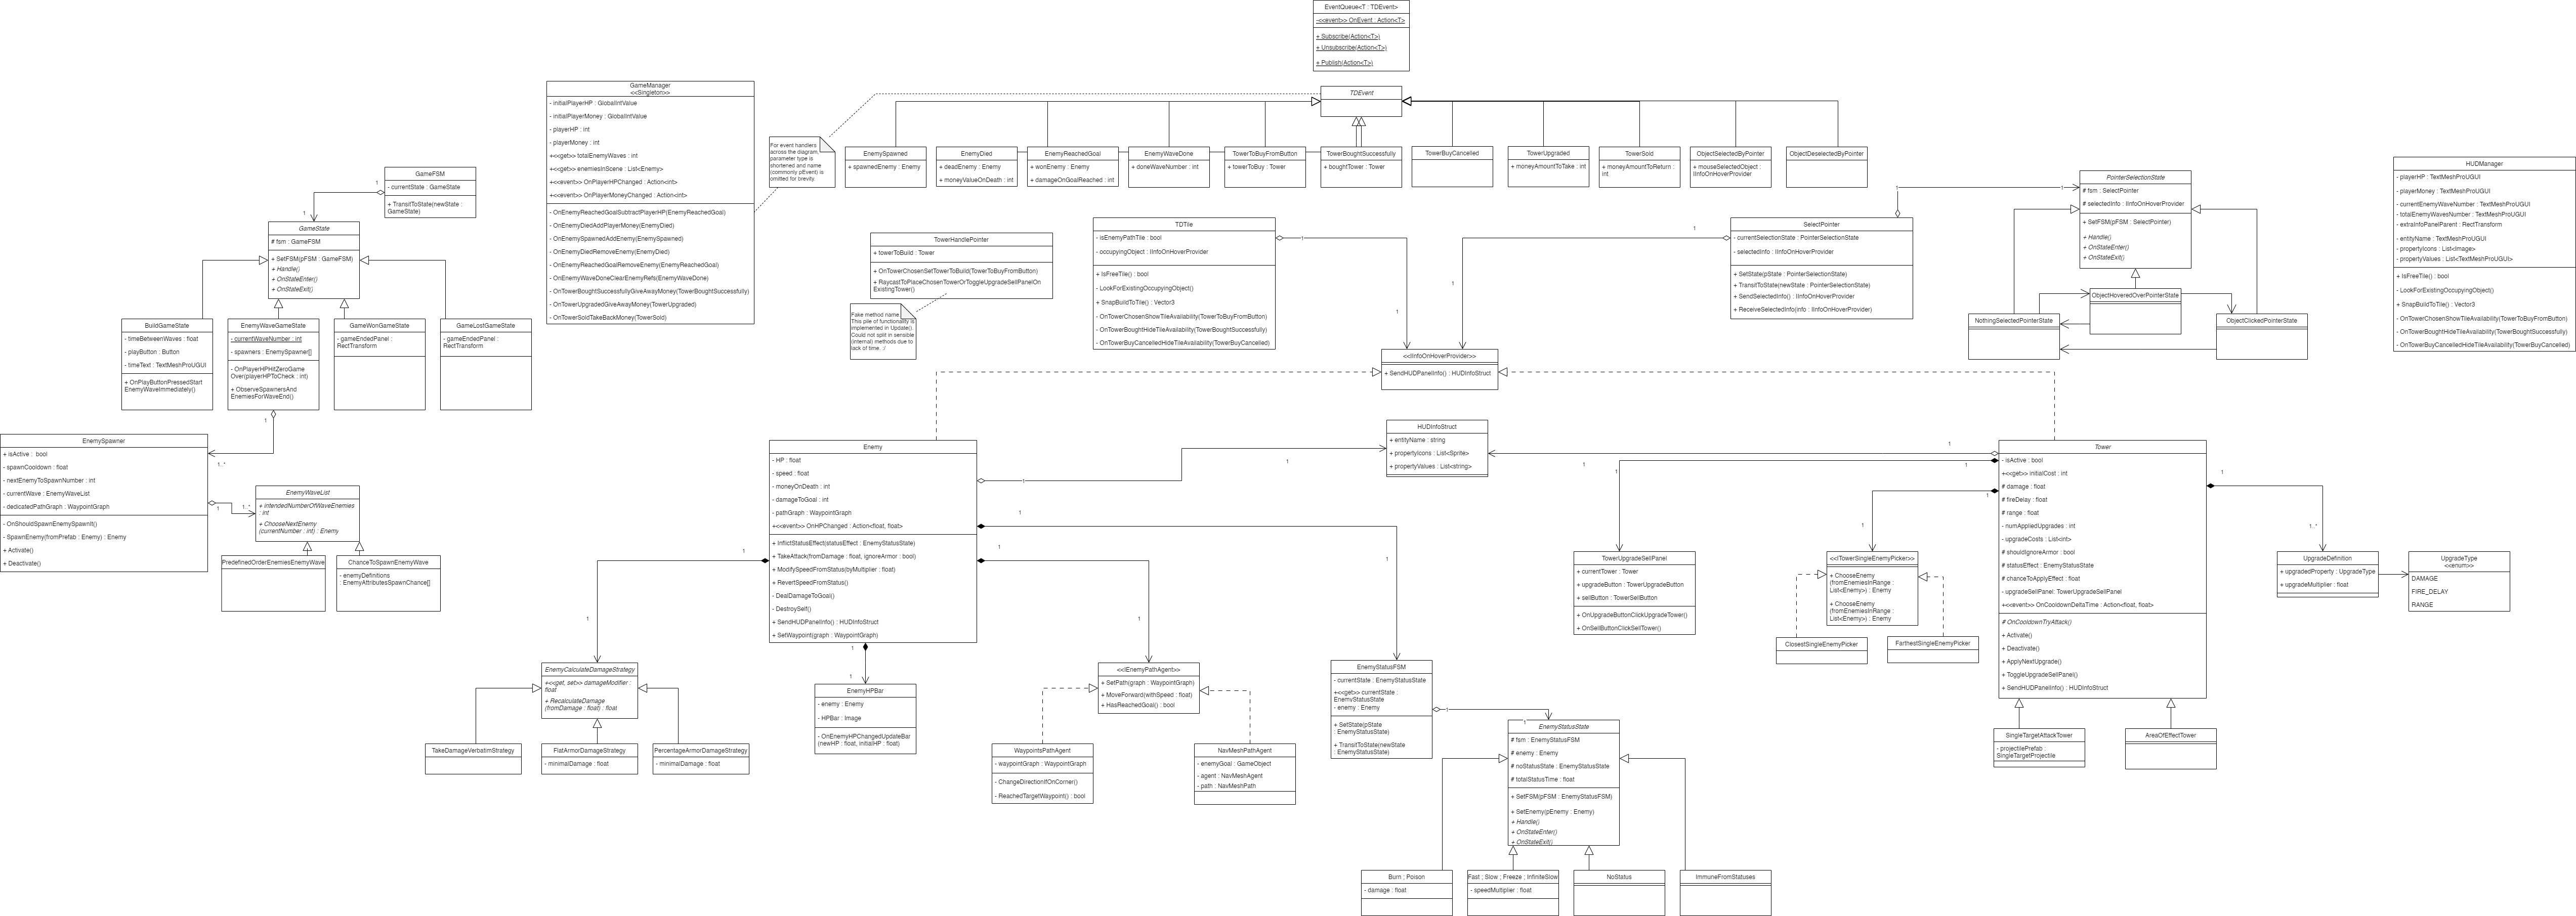 EventQueue<T : TDEvent>
-<<event>> OnEvent : Action<T>
+ Subscribe(Action<T>)
+ Unsubscribe(Action<T>)
+ Publish(Action<T>)
TDEvent
GameManager
<<Singleton>>
- initialPlayerHP : GlobalIntValue
- initialPlayerMoney : GlobalIntValue
- playerHP : int
- playerMoney : int
+<<get>> totalEnemyWaves : int
+<<get>> enemiesInScene : List<Enemy>
+<<event>> OnPlayerHPChanged : Action<int>
+<<event>> OnPlayerMoneyChanged : Action<int>
- OnEnemyReachedGoalSubtractPlayerHP(EnemyReachedGoal)
- OnEnemyDiedAddPlayerMoney(EnemyDied)
- OnEnemySpawnedAddEnemy(EnemySpawned)
- OnEnemyDiedRemoveEnemy(EnemyDied)
- OnEnemyReachedGoalRemoveEnemy(EnemyReachedGoal)
- OnEnemyWaveDoneClearEnemyRefs(EnemyWaveDone)
- OnTowerBoughtSuccessfullyGiveAwayMoney(TowerBoughtSuccessfully)
- OnTowerUpgradedGiveAwayMoney(TowerUpgraded)
- OnTowerSoldTakeBackMoney(TowerSold)
For event handlers
across the diagram,
parameter type is
shortened and name
(commonly pEvent) is
omitted for brevity.
EnemySpawned
+ spawnedEnemy : Enemy
EnemyDied
+ deadEnemy : Enemy
+ moneyValueOnDeath : int
EnemyReachedGoal
+ wonEnemy : Enemy
+ damageOnGoalReached : int
EnemyWaveDone
+ doneWaveNumber : int
TowerToBuyFromButton
+ towerToBuy : Tower
TowerBoughtSuccessfully
+ boughtTower : Tower
TowerBuyCancelled
TowerUpgraded
+ moneyAmountToTake : int
TowerSold
+ moneyAmountToReturn :
int
ObjectSelectedByPointer
+ mouseSelectedObject :
IInfoOnHoverProvider
ObjectDeselectedByPointer
GameFSM
- currentState : GameState
+ TransitToState(newState :
GameState)
1
1
GameState
# fsm : GameFSM
+ SetFSM(pFSM : GameFSM)
+ Handle()
+ OnStateEnter()
+ OnStateExit()
BuildGameState
- timeBetweenWaves : float
- playButton : Button
- timeText : TextMeshProUGUI
+ OnPlayButtonPressedStart
EnemyWaveImmediately()
EnemyWaveGameState
- currentWaveNumber : int
- spawners : EnemySpawner[]
- OnPlayerHPHitZeroGame
Over(playerHPToCheck : int)
+ ObserveSpawnersAnd
EnemiesForWaveEnd()
GameWonGameState
- gameEndedPanel :
RectTransform
GameLostGameState
- gameEndedPanel :
RectTransform
1
1..*
EnemySpawner
+ isActive : bool
- spawnCooldown : float
- nextEnemyToSpawnNumber : int
- currentWave : EnemyWaveList
- dedicatedPathGraph : WaypointGraph
- OnShouldSpawnEnemySpawnIt()
- SpawnEnemy(fromPrefab : Enemy) : Enemy
+ Activate()
+ Deactivate()
1
1..*
EnemyWaveList
+ intendedNumberOfWaveEnemies
: int
+ ChooseNextEnemy
(currentNumber : int) : Enemy
PredefinedOrderEnemiesEnemyWave
ChanceToSpawnEnemyWave
- enemyDefinitions
: EnemyAttributesSpawnChance[]
TowerHandlePointer
+ towerToBuild : Tower
+ OnTowerChosenSetTowerToBuild(TowerToBuyFromButton)
+ RaycastToPlaceChosenTowerOrToggleUpgradeSellPanelOn
ExistingTower()
Fake method name.
This pile of functionality is
implemented in Update().
Could not split in sensible
(internal) methods due to
lack of time. :/
TDTile
- isEnemyPathTile : bool
- occupyingObject : IInfoOnHoverProvider
+ IsFreeTile() : bool
- LookForExistingOccupyingObject()
+ SnapBuildToTile() : Vector3
- OnTowerChosenShowTileAvailability(TowerToBuyFromButton)
- OnTowerBoughtHideTileAvailability(TowerBoughtSuccessfully)
- OnTowerBuyCancelledHideTileAvailability(TowerBuyCancelled)
1
1
1
1
SelectPointer
- currentSelectionState : PointerSelectionState
- selectedInfo : IInfoOnHoverProvider
+ SetState(pState : PointerSelectionState)
+ TransitToState(newState : PointerSelectionState)
+ SendSelectedInfo() : IInfoOnHoverProvider
+ ReceiveSelectedInfo(info : IInfoOnHoverProvider)
1
1
PointerSelectionState
# fsm : SelectPointer
# selectedInfo : IInfoOnHoverProvider
+ SetFSM(pFSM : SelectPointer)
+ Handle()
+ OnStateEnter()
+ OnStateExit()
NothingSelectedPointerState
ObjectHoveredOverPointerState
ObjectClickedPointerState
HUDManager
- playerHP : TextMeshProUGUI
- playerMoney : TextMeshProUGUI
- currentEnemyWaveNumber : TextMeshProUGUI
- totalEnemyWavesNumber : TextMeshProUGUI
- extraInfoPanelParent : RectTransform
- entityName : TextMeshProUGUI
- propertyIcons : List<Image>
- propertyValues : List<TextMeshProUGUI>
+ IsFreeTile() : bool
- LookForExistingOccupyingObject()
+ SnapBuildToTile() : Vector3
- OnTowerChosenShowTileAvailability(TowerToBuyFromButton)
- OnTowerBoughtHideTileAvailability(TowerBoughtSuccessfully)
- OnTowerBuyCancelledHideTileAvailability(TowerBuyCancelled)
<<IInfoOnHoverProvider>>
+ SendHUDPanelInfo() : HUDInfoStruct
HUDInfoStruct
+ entityName : string
+ propertyIcons : List<Sprite>
+ propertyValues : List<string>
Enemy
- HP : float
- speed : float
- moneyOnDeath : int
- damageToGoal : int
- pathGraph : WaypointGraph
+<<event>> OnHPChanged : Action<float, float>
+ InflictStatusEffect(statusEffect : EnemyStatusState)
+ TakeAttack(fromDamage : float, ignoreArmor : bool)
+ ModifySpeedFromStatus(byMultiplier : float)
+ RevertSpeedFromStatus()
- DealDamageToGoal()
- DestroySelf()
+ SendHUDPanelInfo() : HUDInfoStruct
+ SetWaypoint(graph : WaypointGraph)
1
1
1
1
1
1
1
1
1
1
EnemyCalculateDamageStrategy
+<<get, set>> damageModifier :
float
+ RecalculateDamage
(fromDamage : float) : float
TakeDamageVerbatimStrategy
FlatArmorDamageStrategy
- minimalDamage : float
PercentageArmorDamageStrategy
- minimalDamage : float
EnemyHPBar
- enemy : Enemy
- HPBar : Image
- OnEnemyHPChangedUpdateBar
(newHP : float, initialHP : float)
<<IEnemyPathAgent>>
+ SetPath(graph : WaypointGraph)
+ MoveForward(withSpeed : float)
+ HasReachedGoal() : bool
WaypointsPathAgent
- waypointGraph : WaypointGraph
- ChangeDirectionIfOnCorner()
- ReachedTargetWaypoint() : bool
NavMeshPathAgent
- enemyGoal : GameObject
- agent : NavMeshAgent
- path : NavMeshPath
EnemyStatusFSM
- currentState : EnemyStatusState
+<<get>> currentState :
EnemyStatusState
- enemy : Enemy
+ SetState(pState
: EnemyStatusState)
+ TransitToState(newState
: EnemyStatusState)
1
1
EnemyStatusState
# fsm : EnemyStatusFSM
# enemy : Enemy
# noStatusState : EnemyStatusState
# totalStatusTime : float
+ SetFSM(pFSM : EnemyStatusFSM)
+ SetEnemy(pEnemy : Enemy)
+ Handle()
+ OnStateEnter()
+ OnStateExit()
Burn ; Poison
- damage : float
Fast ; Slow ; Freeze ; InfiniteSlow
- speedMultiplier : float
NoStatus
ImmuneFromStatuses
Tower
- isActive : bool
+<<get>> initialCost : int
# damage : float
# fireDelay : float
# range : float
- numAppliedUpgrades : int
- upgradeCosts : List<int>
# shouldIgnoreArmor : bool
# statusEffect : EnemyStatusState
# chanceToApplyEffect : float
- upgradeSellPanel: TowerUpgradeSellPanel
+<<event>> OnCooldownDeltaTime : Action<float, float>
# OnCooldownTryAttack()
+ Activate()
+ Deactivate()
+ ApplyNextUpgrade()
+ ToggleUpgradeSellPanel()
+ SendHUDPanelInfo() : HUDInfoStruct
1
1
1
1
1
1
1
1..*
TowerUpgradeSellPanel
+ currentTower : Tower
+ upgradeButton : TowerUpgradeButton
+ sellButton : TowerSellButton
+ OnUpgradeButtonClickUpgradeTower()
+ OnSellButtonClickSellTower()
<<ITowerSingleEnemyPicker>>
+ ChooseEnemy
(fromEnemiesInRange :
List<Enemy>) : Enemy
+ ChooseEnemy
(fromEnemiesInRange :
List<Enemy>) : Enemy
ClosestSingleEnemyPicker
FarthestSingleEnemyPicker
UpgradeDefinition
+ upgradedProperty : UpgradeType
+ upgradeMultiplier : float
UpgradeType
<<enum>>
DAMAGE
FIRE_DELAY
RANGE
SingleTargetAttackTower
- projectilePrefab :
SingleTargetProjectile
AreaOfEffectTower